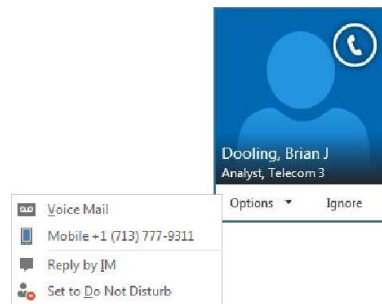 Dooling, Brian J
Analyst, Telecom 3
Options Ignore
Voice Mail
Mobile +1 (713) 777-9311
Reply by IM
Set to Do Not Disturb